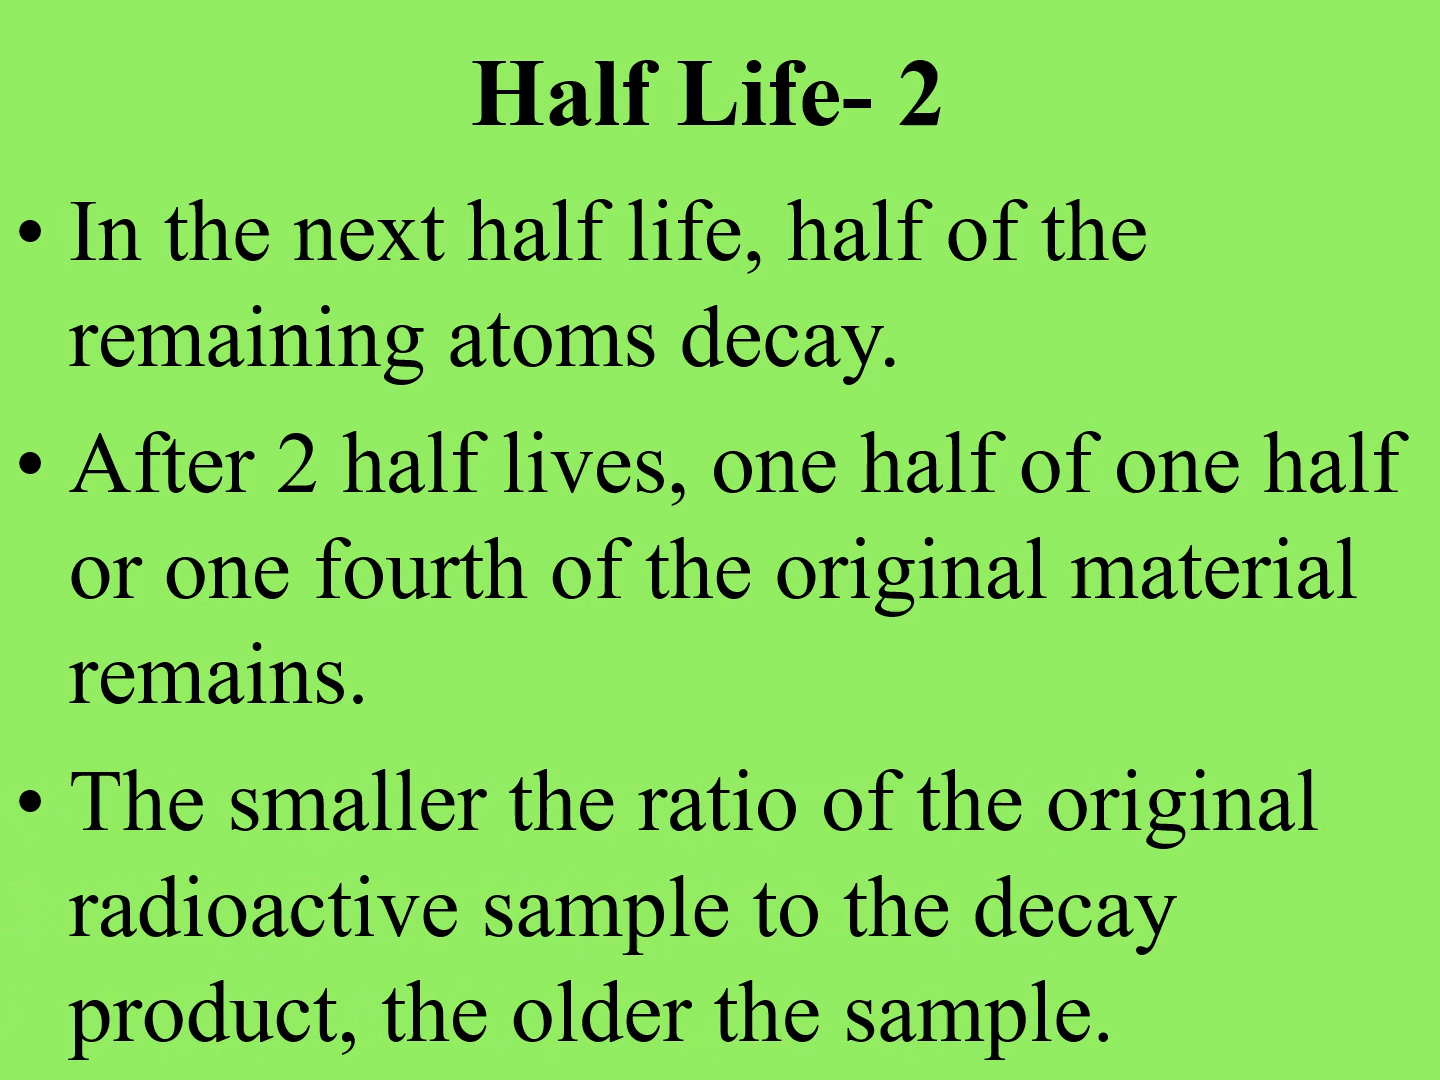 Half Life- 2
• In the next half life, half of the
remaining atoms decay.
• After 2 half lives, one half of one half
or one fourth of the original material
remains.
• The smaller the ratio of the original
radioactive sample to the decay
product, the older the sample.